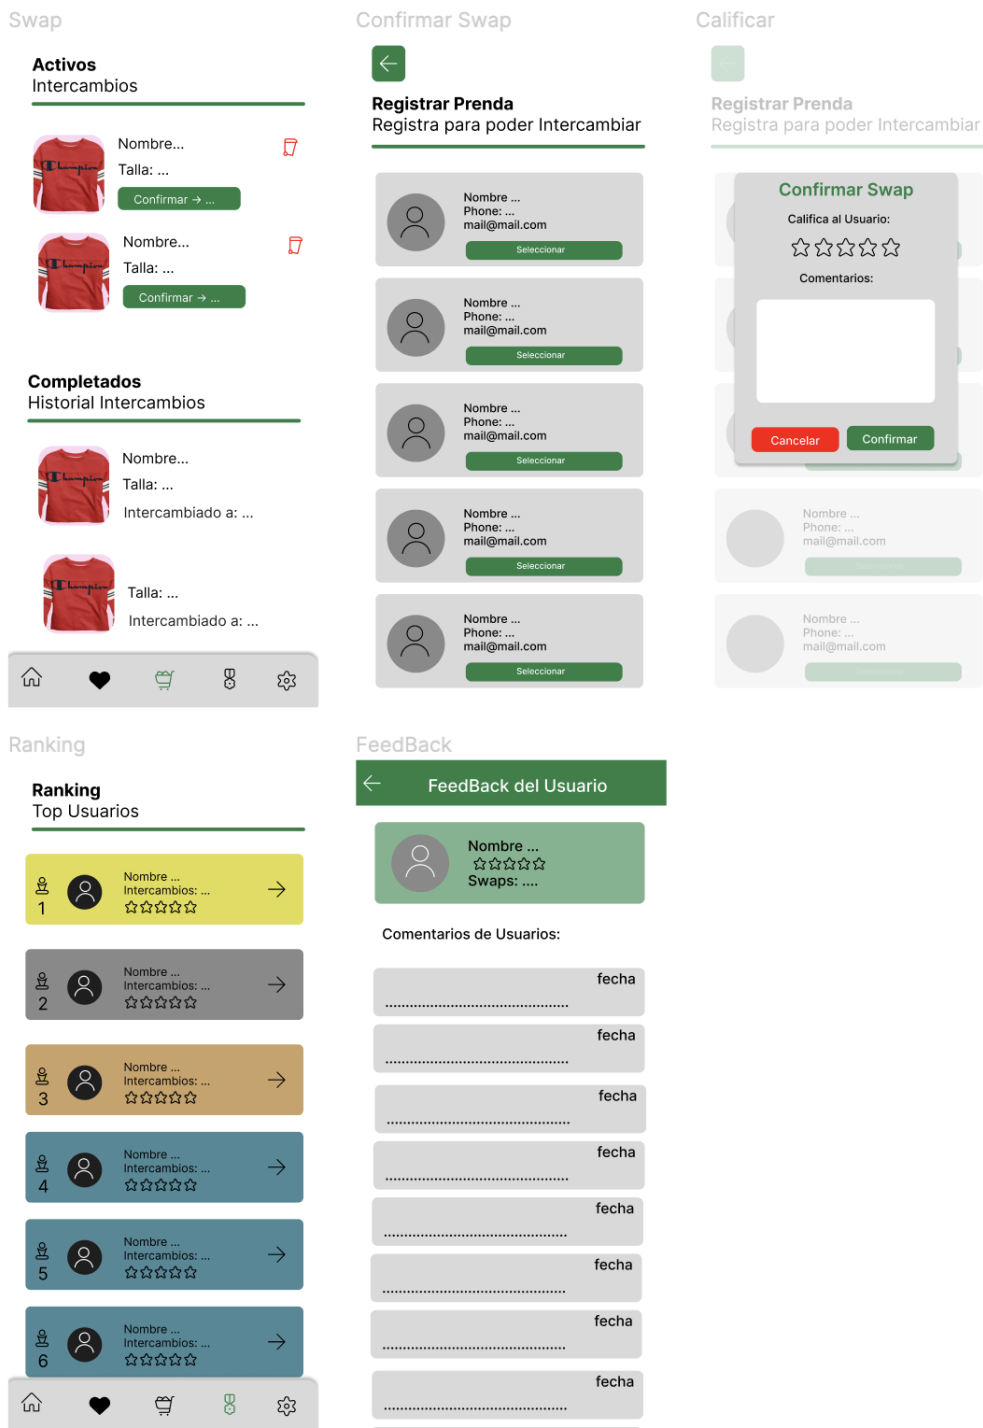 Swap
Activos
Intercambios
Champion
Nombre...
Talla: ...
Confirmar → ...
Champion
Nombre...
Talla: ...
Confirmar → ...
Completados
Historial Intercambios
Champion
Nombre...
Talla: ...
Intercambiado a: ...
Champion
Talla: ...
Intercambiado a: ...
Confirmar Swap
Registrar Prenda
Registra para poder Intercambiar
Nombre ...
Phone: ...
mail@mail.com
Seleccionar
Nombre ...
Phone: ...
mail@mail.com
Seleccionar
Nombre ...
Phone: ...
mail@mail.com
Seleccionar
Nombre ...
Phone: ...
mail@mail.com
Seleccionar
Nombre ...
Phone: ...
mail@mail.com
Seleccionar
Calificar
Registrar Prenda
Registra para poder Intercambiar
Confirmar Swap
Califica al Usuario:
Comentarios:
Cancelar
Confirmar
Nombre ...
Phone: ...
mail@mail.com
Seleccionar
Nombre ...
Phone: ...
mail@mail.com
Seleccionar
Ranking
Ranking
Top Usuarios
1
Nombre ...
Intercambios: ...
2
Nombre ...
Intercambios: ...
3
Nombre ...
Intercambios: ...
4
Nombre ...
Intercambios: ...
5
Nombre ...
Intercambios: ...
6
Nombre ...
Intercambios: ...
FeedBack
FeedBack del Usuario
Nombre ...
Swaps: ....
Comentarios de Usuarios:
fecha
.............................................
fecha
.............................................
fecha
.............................................
fecha
.............................................
fecha
.............................................
fecha
.............................................
fecha
.............................................
fecha
.............................................